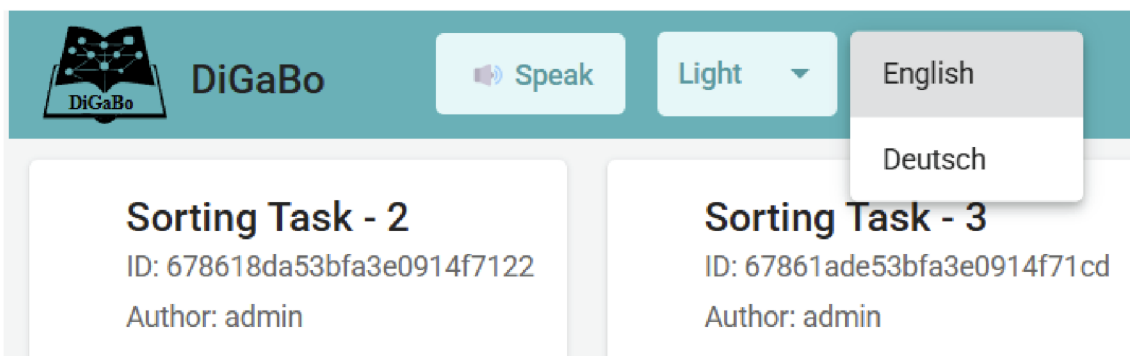 DiGaBo
DiGaBo
Speak
Light
English
Deutsch
Sorting Task - 2
ID: 678618da53bfa3e0914f7122
Author: admin
Sorting Task - 3
ID: 67861ade53bfa3e0914f71cd
Author: admin